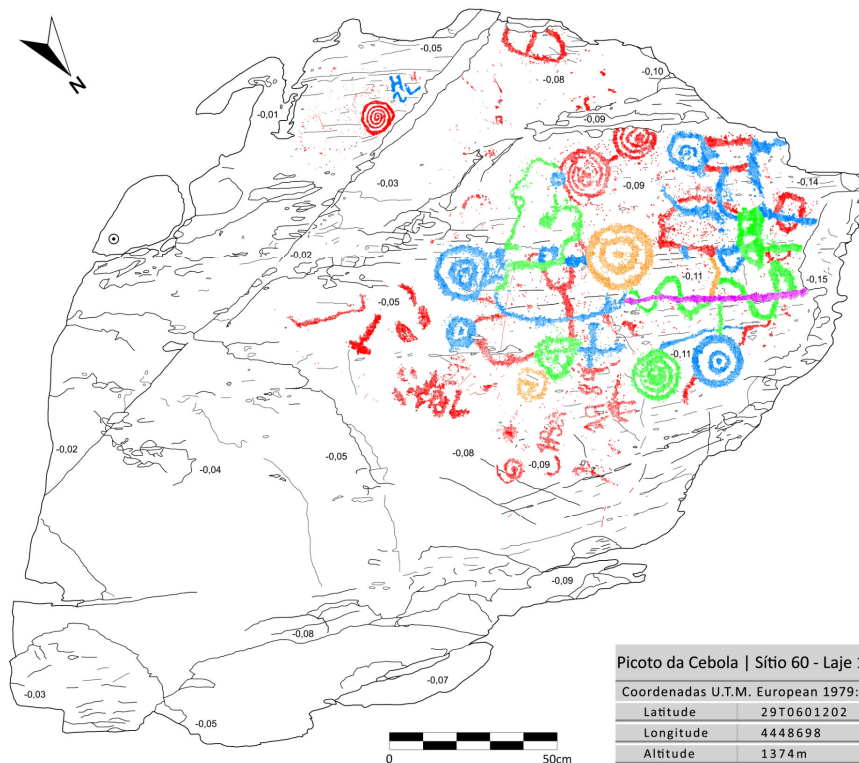 -0,05
-0,10
-0,08
-0,01
H
-0,09
N
-0,03
-0,09
-0,14
-0,02
-0,11
-0,15
-0,05
-0,11
-0,02
-0,04
-0,05
-0,08
-0,09
-0,09
-0,08
-0,03
-0,07
-0,05
Picoto da Cebola | Sítio 60 - Laje
Coordenadas U.T.M. European 1979:
Latitude 29T0601202
Longitude 4448698
Altitude 1374m
0 50cm